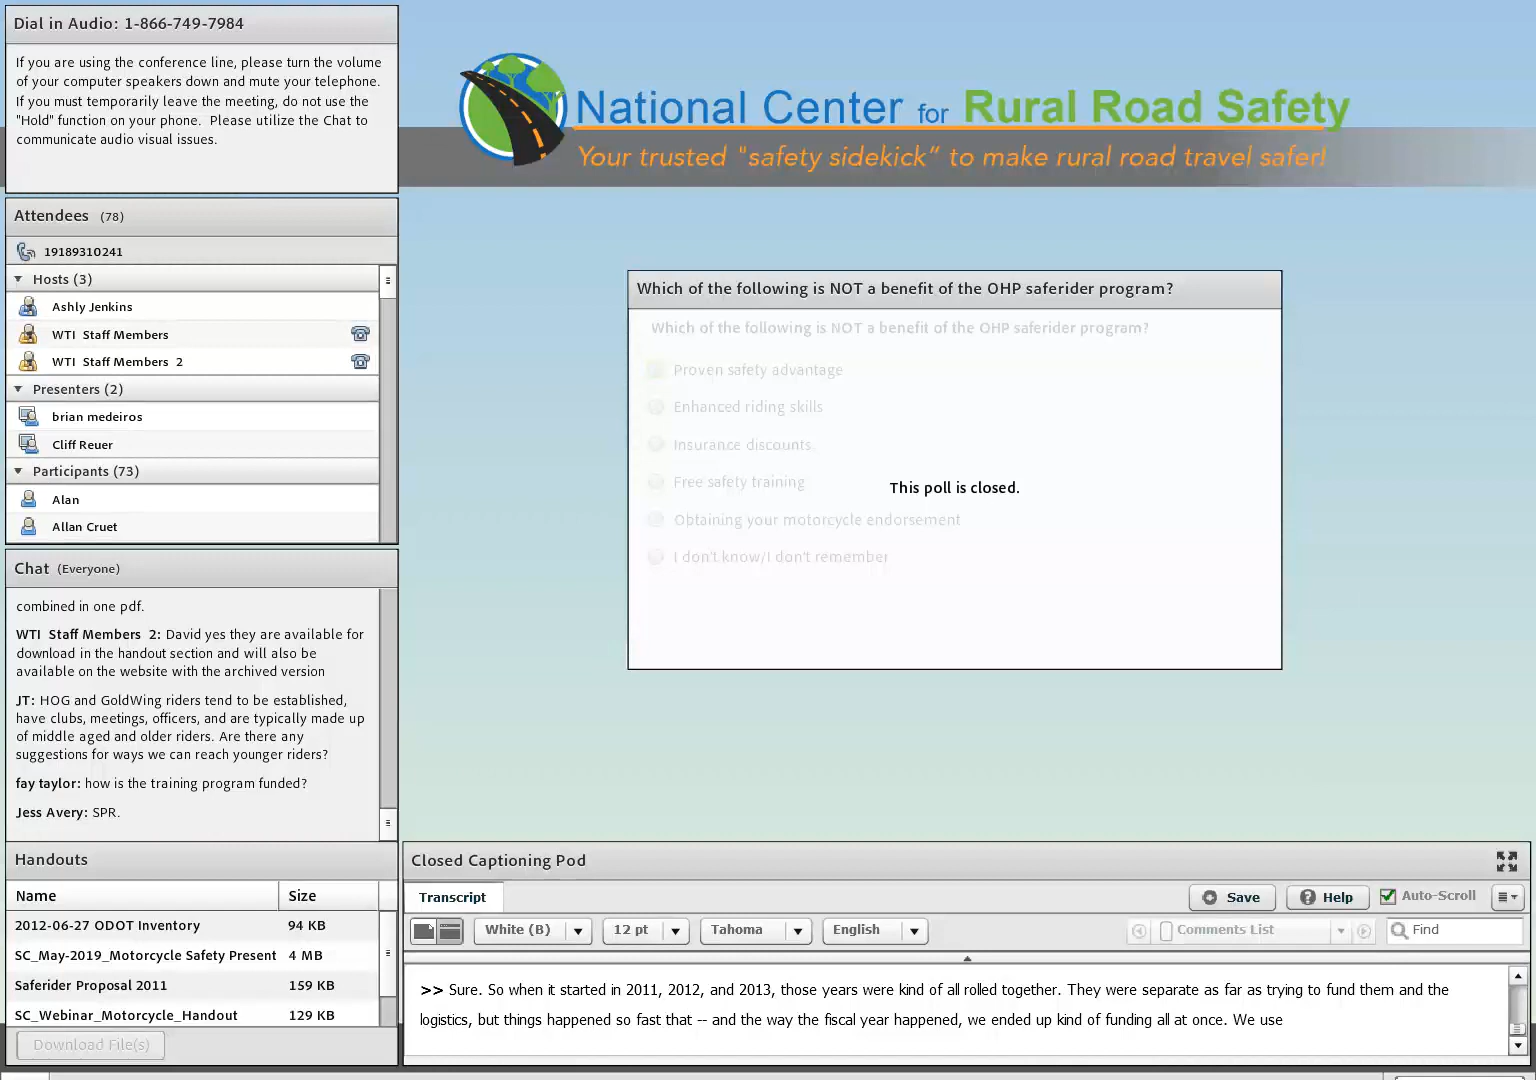 Dial in Audio: 1-866-749-7984
If you are using the conference line, please turn the volume
of your computer speakers down and mute your telephone.
If you must temporarily leave the meeting, do not use the
"Hold" function on your phone.  Please utilize the Chat to
communicate audio visual issues.
National Center for Rural Road Safety
Your trusted "safety sidekick" to make rural road travel safer!
Attendees (78)
19189310241
Hosts (3)
Ashly Jenkins
WTI Staff Members
WTI Staff Members 2
Presenters (2)
brian medeiros
Cliff Reuer
Participants (73)
Alan
Allan Cruet
Which of the following is NOT a benefit of the OHP saferider program?
Which of the following is NOT a benefit of the OHP saferider program?
Proven safety advantage
Enhanced riding skills
Insurance discounts
Free safety training
This poll is closed.
Obtaining your motorcycle endorsement
I don't know/I don't remember
Chat (Everyone)
combined in one pdf.
WTI Staff Members 2: David yes they are available for
download in the handout section and will also be
available on the website with the archived version
JT: HOG and GoldWing riders tend to be established,
have clubs, meetings, officers, and are typically made up
of middle aged and older riders. Are there any
suggestions for ways we can reach younger riders?
fay taylor: how is the training program funded?
Jess Avery: SPR.
Handouts
Name Size
2012-06-27 ODOT Inventory 94 KB
SC_May-2019_Motorcycle Safety Present 4 MB
Saferider Proposal 2011 159 KB
SC_Webinar_Motorcycle_Handout 129 KB
Download File(s)
Closed Captioning Pod
Transcript Save Help Auto-Scroll
White (B) 12 pt Tahoma English Comments List Find
>> Sure. So when it started in 2011, 2012, and 2013, those years were kind of all rolled together. They were separate as far as trying to fund them and the
logistics, but things happened so fast that -- and the way the fiscal year happened, we ended up kind of funding all at once. We use